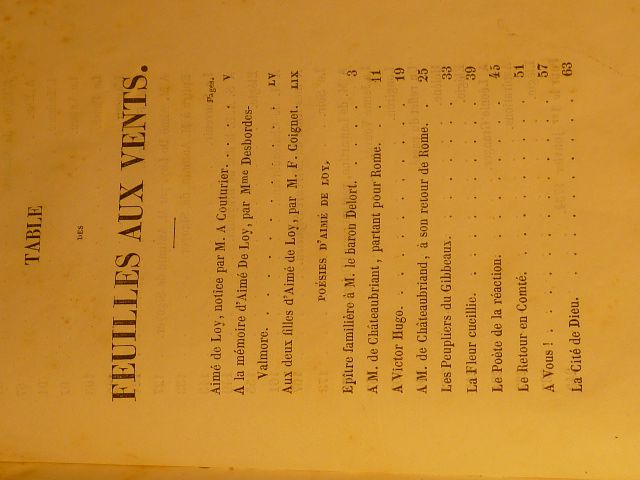 TABLE
DES
FEUILLES AUX VENTS.
Pages.
Aimé de Loy, notice par M. A Couturier. . . . . . V
A la mémoire d'Aimé De Loy, par Mme Desbordes-
Valmore. . . . . . . . . . . . . . LV
Aux deux filles d'Aimé de Loy, par M. F. Coignet. LIX
POÉSIES D'AIMÉ DE LOY.
Epître familière à M. le baron Delort. . . . . 3
A M. de Châteaubriant, partant pour Rome. . . . 11
A Victor Hugo. . . . . . . . . . . . 19
A M. de Châteaubriand, à son retour de Rome. . . 25
Les Peupliers du Gibbeaux. . . . . . . . . 33
La Fleur cueillie. . . . . . . . . . . 39
Le Poète de la réaction. . . . . . . . . 45
Le Retour en Comté. . . . . . . . . . 51
A Vous ! . . . . . . . . . . . . . 57
La Cité de Dieu. . . . . . . . . . . 63